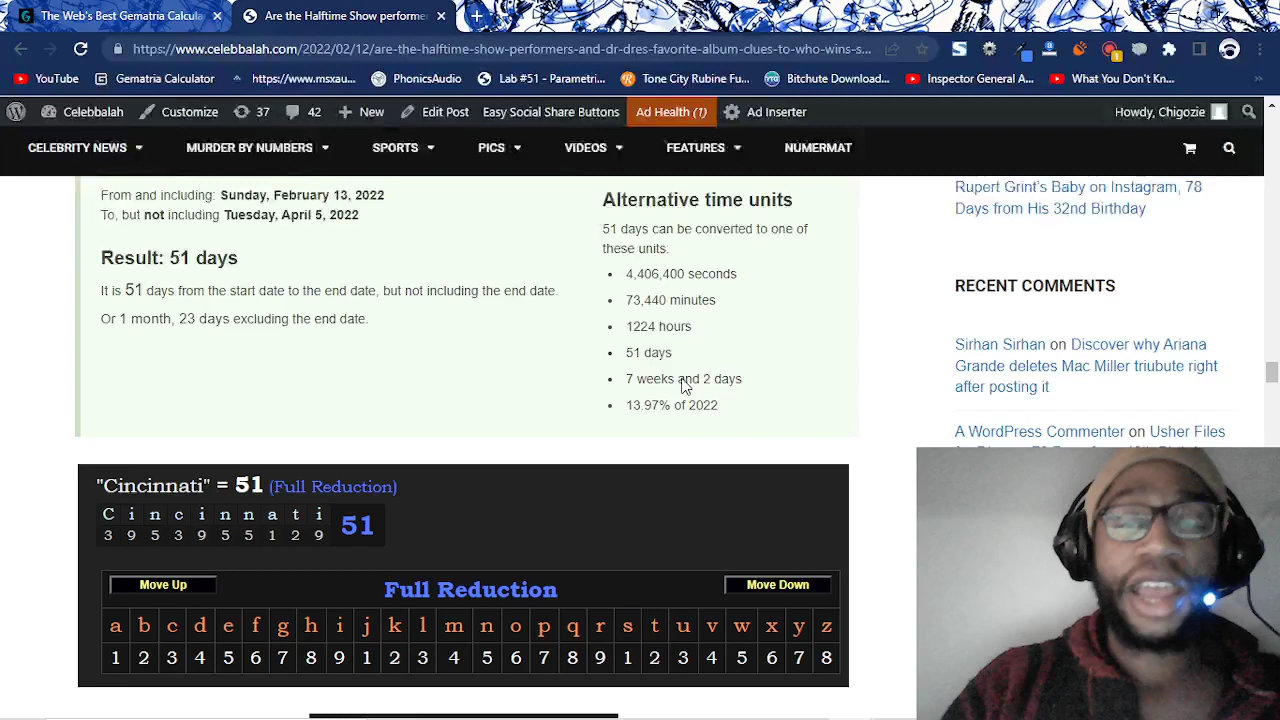 The Web's Best Gematria Calcula
Are the Halftime Show performe
https://www.celebbalah.com/2022/02/12/are-the-halftime-show-performers-and-dr-dres-favorite-album-clues-to-who-wins-s...
YouTube
Gematria Calculator
https://www.msxau...
PhonicsAudio
Lab #51 - Parametri...
Tone City Rubine Fu...
Bitchute Download...
Inspector General A...
What You Don't Kn...
Celebbalah
Customize
37
42
New
Edit Post
Easy Social Share Buttons
Ad Health (1)
Ad Inserter
Howdy, Chigozie
CELEBRITY NEWS
MURDER BY NUMBERS
SPORTS
PICS
VIDEOS
FEATURES
NUMERMAT
From and including: Sunday, February 13, 2022
To, but not including Tuesday, April 5, 2022
Result: 51 days
It is 51 days from the start date to the end date, but not including the end date.
Or 1 month, 23 days excluding the end date.
Alternative time units
51 days can be converted to one of
these units:
4,406,400 seconds
73,440 minutes
1224 hours
51 days
7 weeks and 2 days
13.97% of 2022
"Cincinnati" = 51 (Full Reduction)
C i n c i n n a t i
3 9 5 3 9 5 5 1 2 9
51
Move Up
Full Reduction
Move Down
a b c d e f g h i j k l m n o p q r s t u v w x y z
1 2 3 4 5 6 7 8 9 1 2 3 4 5 6 7 8 9 1 2 3 4 5 6 7 8
Rupert Grint's Baby on Instagram, 78
Days from His 32nd Birthday
RECENT COMMENTS
Sirhan Sirhan on Discover why Ariana
Grande deletes Mac Miller triubute right
after posting it
A WordPress Commenter on Usher Files